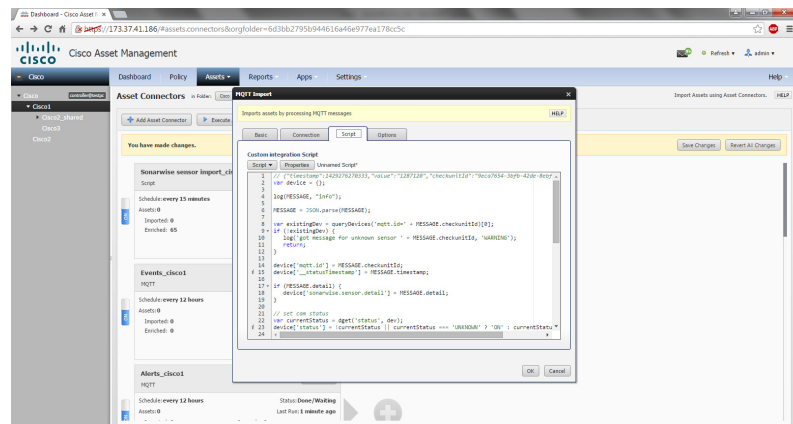 Dashboard - Cisco Asset M
https://173.37.41.186/#assets.connectors&orgfolder=6d3bb2795b944616a46e977ea178cc5c
CISCO
Cisco Asset Management
Refresh
admin
Cisco
Dashboard
Policy
Assets
Reports
Apps
Settings
Help
Cisco
Cisco1
Cisco2_shared
Cisco3
Cisco2
Asset Connectors
in Folder:
Import Assets using Asset Connectors.
HELP
Add Asset Connector
Execute
You have made changes.
Save Changes
Revert All Changes
Sonarwise sensor import_cis
Script
Schedule: every 15 minutes
Assets: 0
Imported: 0
Enriched: 65
Events_cisco1
MQTT
Schedule: every 12 hours
Assets: 0
Imported: 0
Enriched: 0
Alerts_cisco1
MQTT
Schedule: every 12 hours
Status: Done/Waiting
Assets: 0
Last Run: 1 minute ago
MQTT Import
Imports assets by processing MQTT messages
HELP
Basic
Connection
Script
Options
Custom integration Script
Script
Properties
Unnamed Script*
1 // {"timestamp":1429276270333,"value":"1287120","checkunitId":"9eca7654-3bfb-42de-8ebf
2 var device = {};
3
4 log(MESSAGE, "info");
5
6 MESSAGE = JSON.parse(MESSAGE);
7
8 var existingDev = queryDevices('mqtt.id=' + MESSAGE.checkunitId)[0];
9 if (!existingDev) {
10 log('got message for unknown sensor ' + MESSAGE.checkunitId, 'WARNING');
11 return;
12 }
13
14 device['mqtt.id'] = MESSAGE.checkunitId;
15 device['__statusTimestamp'] = MESSAGE.timestamp;
16
17 if (MESSAGE.detail) {
18 device['sonarwise.sensor.detail'] = MESSAGE.detail;
19 }
20
21 // set com status
22 var currentStatus = dget('status', dev);
23 device['status'] = (currentStatus || currentStatus === 'UNKNOWN' ? 'ON' : currentStatu
24
OK
Cancel